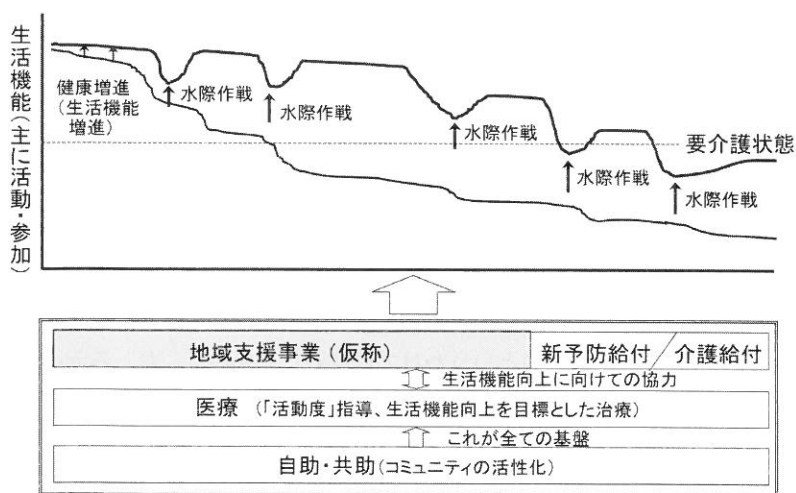 生活機能(主に活動・参加)
健康増進
(生活機能
増進)
水際作戦
水際作戦
水際作戦
水際作戦
水際作戦
要介護状態
地域支援事業(仮称)
新予防給付/介護給付
生活機能向上に向けての協力
医療 (「活動度」指導、生活機能向上を目標とした治療)
これが全ての基盤
自助・共助(コミュニティの活性化)